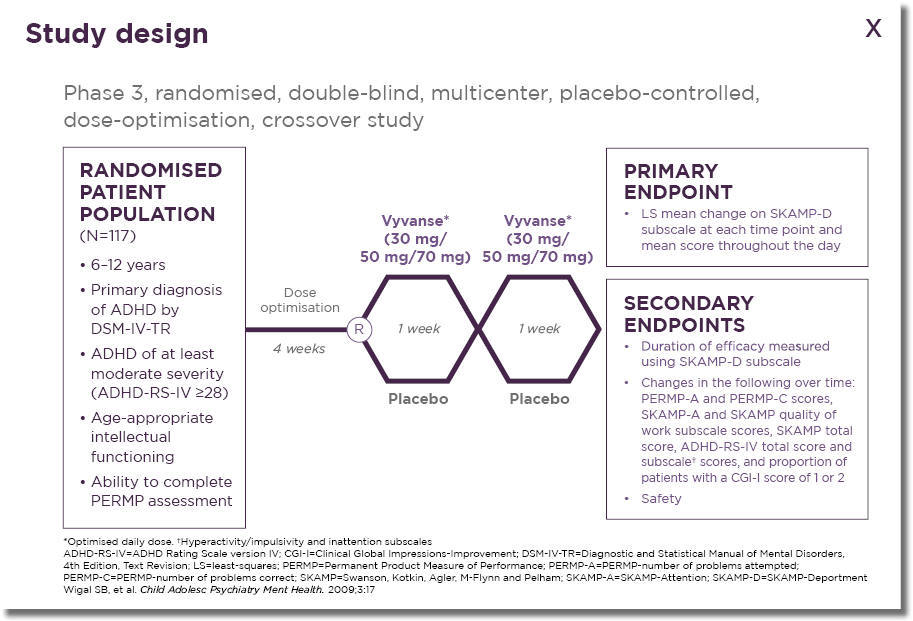 Study design
X
Phase 3, randomised, double-blind, multicenter, placebo-controlled,
dose-optimisation, crossover study
RANDOMISED
PATIENT
POPULATION
(N=117)
• 6–12 years
• Primary diagnosis
of ADHD by
DSM-IV-TR
• ADHD of at least
moderate severity
(ADHD-RS-IV ≥28)
• Age-appropriate
intellectual
functioning
• Ability to complete
PERMP assessment
Dose
optimisation
4 weeks
R
Vyvanse*
(30 mg/
50 mg/70 mg)
1 week
Placebo
Vyvanse*
(30 mg/
50 mg/70 mg)
1 week
Placebo
PRIMARY
ENDPOINT
• LS mean change on SKAMP-D
subscale at each time point and
mean score throughout the day
SECONDARY
ENDPOINTS
• Duration of efficacy measured
using SKAMP-D subscale
• Changes in the following over time:
PERMP-A and PERMP-C scores,
SKAMP-A and SKAMP quality of
work subscale scores, SKAMP total
score, ADHD-RS-IV total score and
subscale† scores, and proportion of
patients with a CGI-I score of 1 or 2
• Safety
*Optimised daily dose. †Hyperactivity/impulsivity and inattention subscales
ADHD-RS-IV=ADHD Rating Scale version IV; CGI-I=Clinical Global Impressions-Improvement; DSM-IV-TR=Diagnostic and Statistical Manual of Mental Disorders,
4th Edition, Text Revision; LS=least-squares; PERMP=Permanent Product Measure of Performance; PERMP-A=PERMP-number of problems attempted;
PERMP-C=PERMP-number of problems correct; SKAMP=Swanson, Kotkin, Agler, M-Flynn and Pelham; SKAMP-A=SKAMP-Attention; SKAMP-D=SKAMP-Deportment
Wigal SB, et al. Child Adolesc Psychiatry Ment Health. 2009;3:17